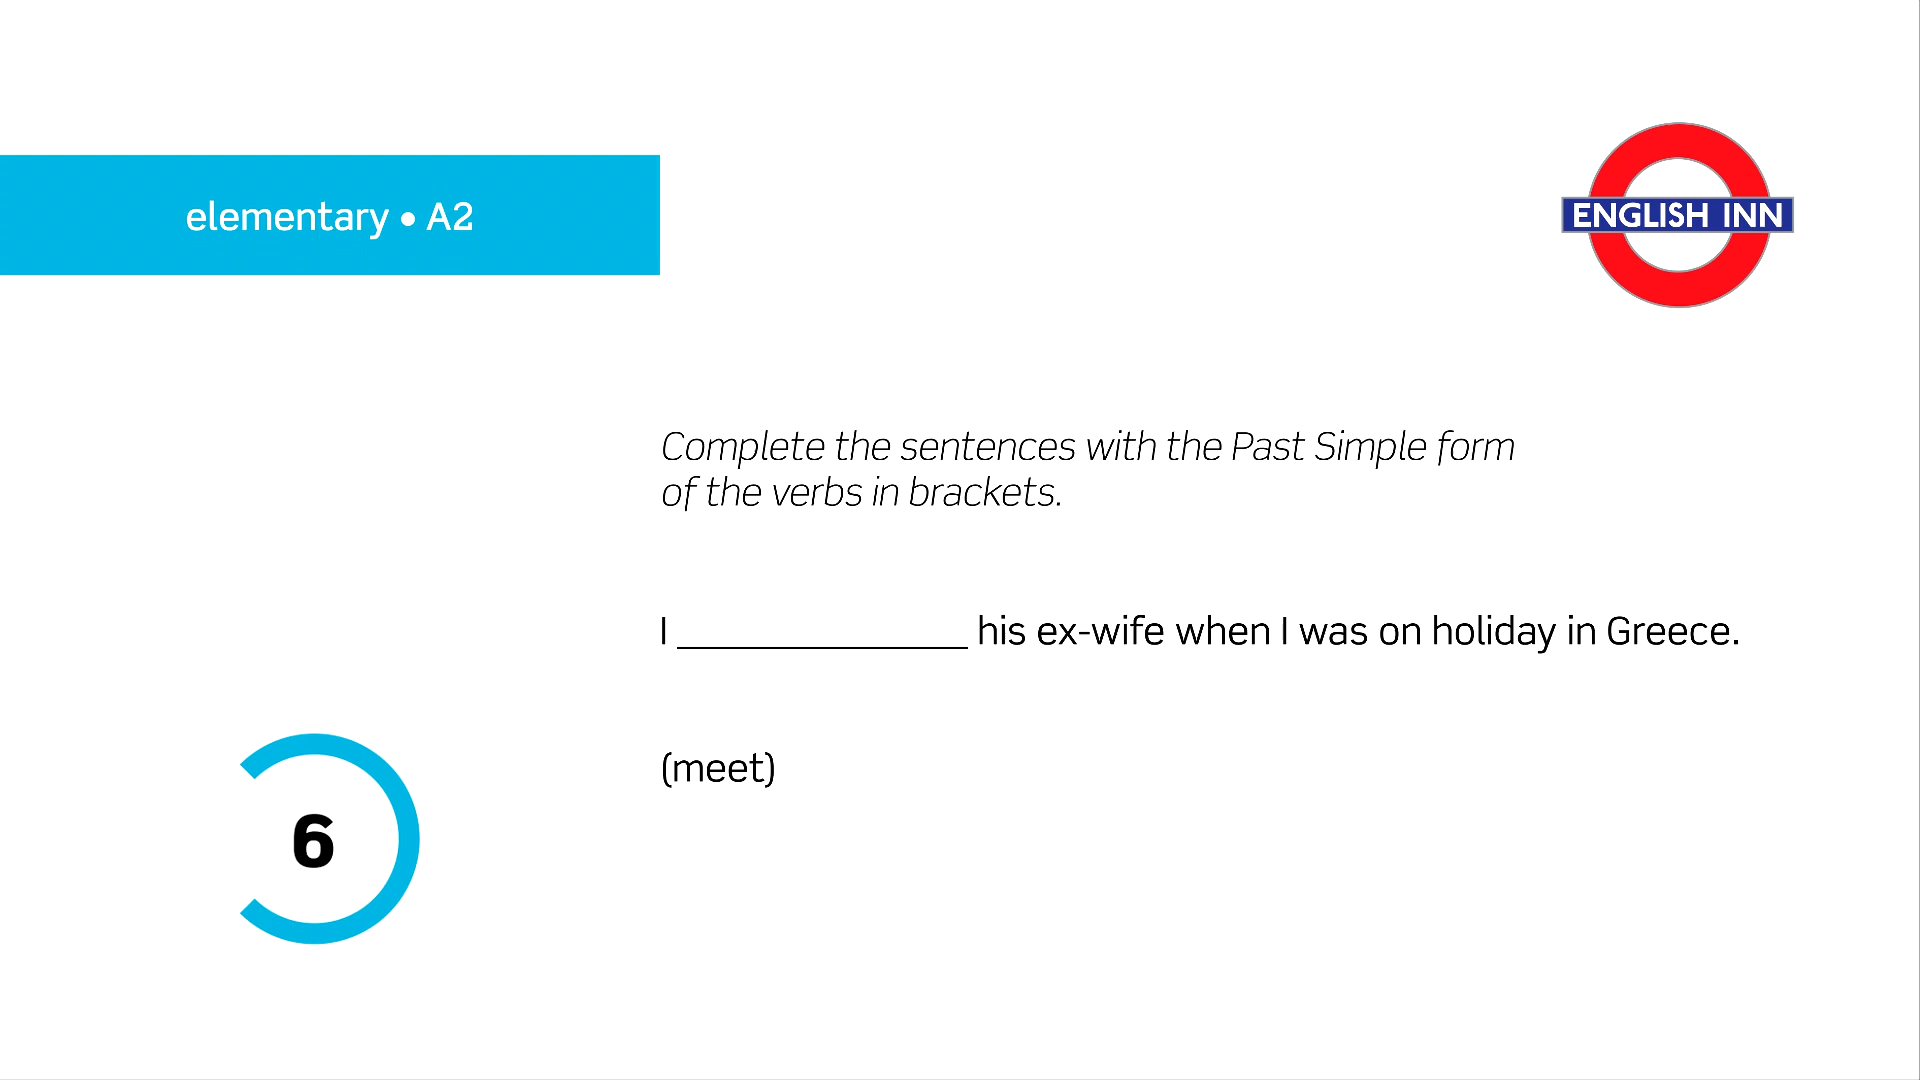 elementary • A2
ENGLISH INN
Complete the sentences with the Past Simple form
of the verbs in brackets.
I ______________ his ex-wife when I was on holiday in Greece.
(meet)
6